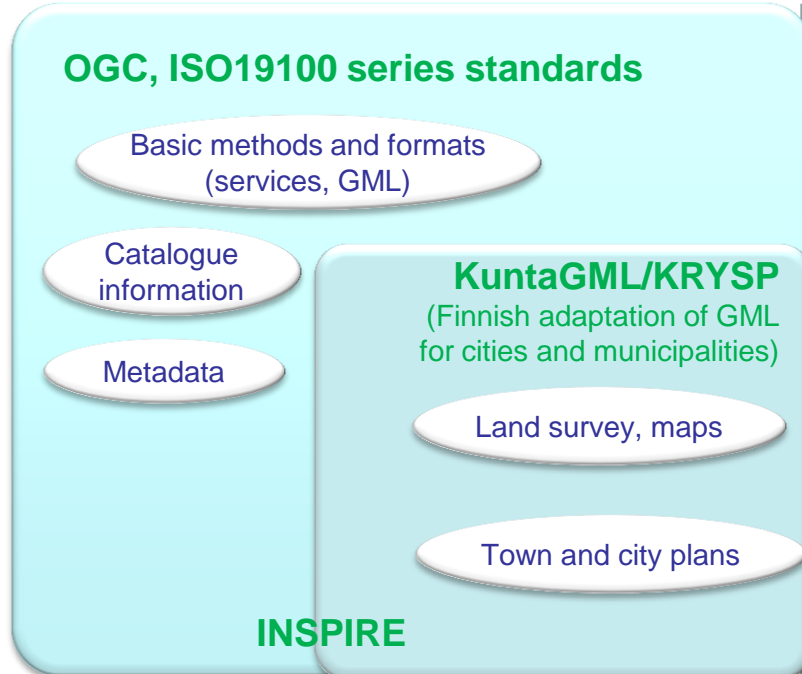 OGC, ISO19100 series standards
Basic methods and formats
(services, GML)
Catalogue
information
KuntaGML/KRYSP
(Finnish adaptation of GML
for cities and municipalities)
Metadata
Land survey, maps
Town and city plans
INSPIRE